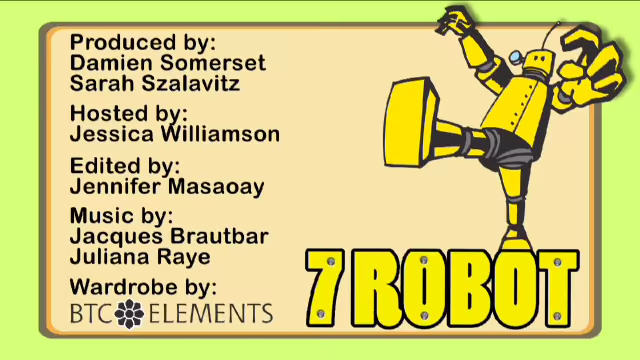 Produced by:
Damien Somerset
Sarah Szalavitz
Hosted by:
Jessica Williamson
Edited by:
Jennifer Masaoay
Music by:
Jacques Brautbar
Juliana Raye
Wardrobe by:
BTC ELEMENTS
7 ROBOT